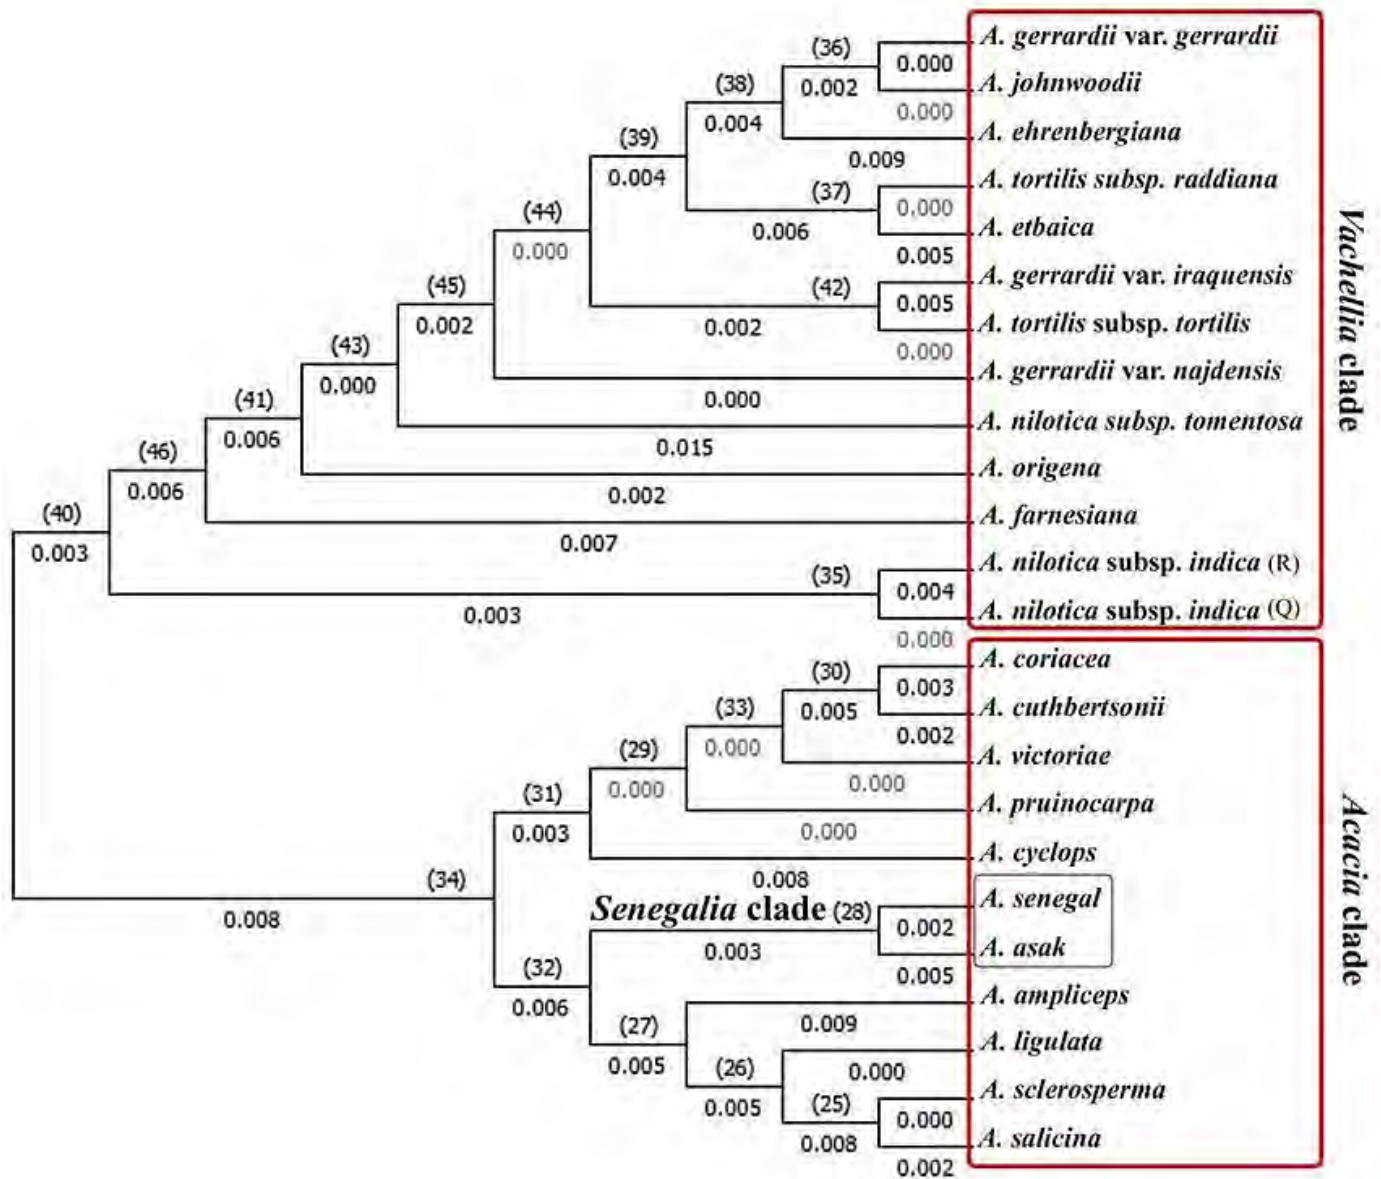 A. gerrardii var. gerrardii
(36)
0.000
0.002
A. johnwoodii
(38)
0.000
0.004
A. ehrenbergiana
(39)
0.009
0.004
A. tortilis subsp. raddiana
(37)
0.000
0.006
A. etbaica
(44)
0.005
0.000
A. gerrardii var. iraquensis
(42)
0.005
0.002
A. tortilis subsp. tortilis
(45)
0.000
0.002
A. gerrardii var. najdensis
0.000
(43)
0.000
A. nilotica subsp. tomentosa
0.015
(41)
0.006
A. origena
0.002
(46)
0.006
A. farnesiana
0.007
(40)
0.003
A. nilotica subsp. indica (R)
(35)
0.004
0.003
A. nilotica subsp. indica (Q)
0.000
Vachellia clade
A. coriacea
(30)
0.003
0.005
A. cuthbertsonii
(33)
0.002
0.000
A. victoriae
(29)
0.000
0.000
A. pruinocarpa
(31)
0.000
0.003
A. cyclops
0.008
(34)
0.008
Senegalia clade (28)
A. senegal
0.002
0.003
A. asak
0.005
(32)
0.006
A. ampliceps
0.009
(27)
0.005
A. ligulata
0.000
(26)
0.005
A. sclerosperma
(25)
0.000
0.008
A. salicina
0.002
Acacia clade